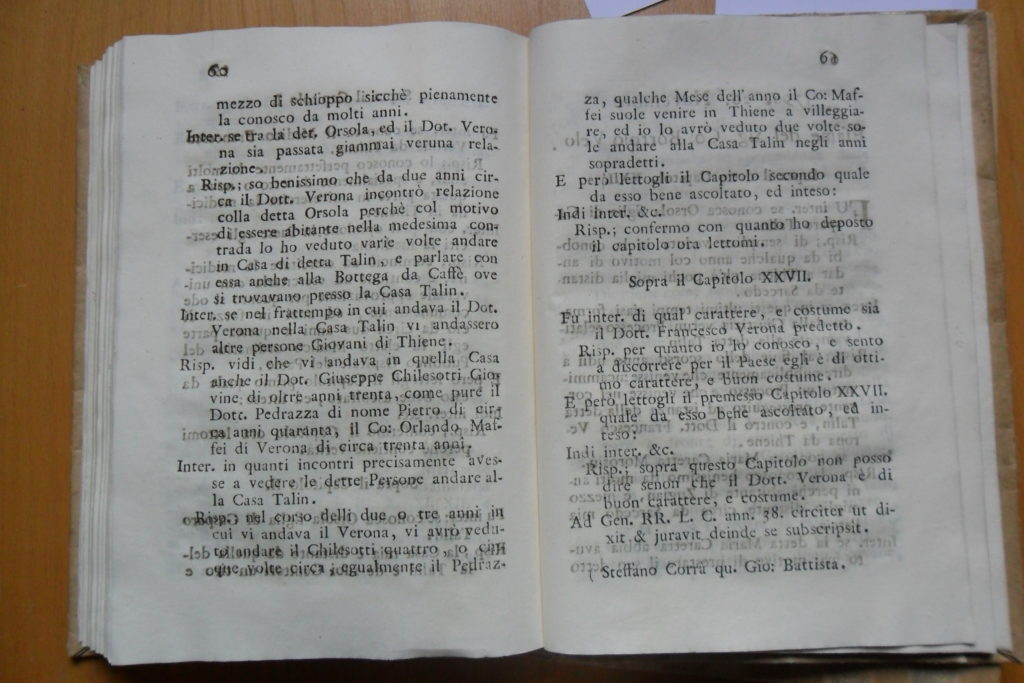 60
mezzo di schioppo sicchè pienamente
la conosco da molti anni.
Inter. se tra la det. Orsola, ed il Dot. Vero-
na sia passata giammai veruna rela-
zione.
Risp.; so benissimo che da due anni cir-
ca il Dott. Verona incontrò relazione
colla detta Orsola perchè col motivo
di essere abitante nella medesima con-
trada lo ho veduto varie volte andare
in Casa di detta Talin, e parlare con
essa anche alla Bottega da Caffè ove
si trovavano presso la Casa Talin.
Inter. se nel frattempo in cui andava il Dot.
Verona nella Casa Talin vi andassero
altre persone Giovani di Thiene.
Risp. vidi che vi andava in quella Casa
anche il Dot. Giuseppe Chilesotti Gio-
vine di oltre anni trenta, come pure il
Dott. Pedrazza di nome Pietro di cir-
ca anni quaranta, il Co: Orlando Maf-
fei di Verona di circa trenta anni.
Inter. in quanti incontri precisamente aves-
se a vedere le dette Persone andare al-
la Casa Talin.
Risp.; nel corso delli due o tre anni in
cui vi andava il Verona, vi avrò vedu-
to andare il Chilesotti quattro, o cin-
que volte circa; egualmente il Pedraz-
61
za, qualche Mese dell'anno il Co: Maf-
fei suole venire in Thiene a villeggia-
re, ed io lo avrò veduto due volte so-
le andare alla Casa Talin negli anni
sopradetti.
E però lettogli il Capitolo secondo quale
da esso bene ascoltato, ed inteso:
Indi inter. &c.
Risp.; confermo con quanto ho deposto
il capitolo ora lettomi.
Sopra il Capitolo XXVII.
Fu inter. di qual carattere, e costume sia
il Dott. Francesco Verona predetto.
Risp. per quanto io lo conosco, e sento
a discorrere per il Paese egli è di otti-
mo carattere, e buon costume.
E però lettogli il premesso Capitolo XXVII.
quale da esso bene ascoltato, ed in-
teso:
Indi inter. &c.
Risp.; sopra questo Capitolo non posso
dire senon che il Dott. Verona è di
buon carattere, e costume.
Ad Gen. RR. L. C. ann. 38. circiter ut di-
xit & juravit deinde se subscripsit.
( Steffano Corrà qu. Gio: Battista.